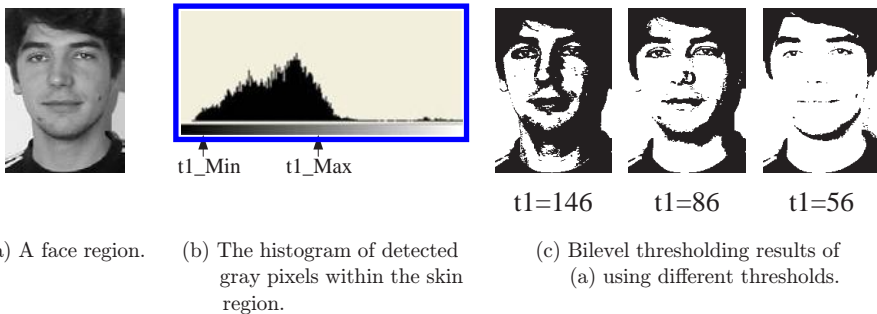 t1_Min
t1_Max
t1=146
t1=86
t1=56
) A face region.
(b) The histogram of detected
gray pixels within the skin
region.
(c) Bilevel thresholding results of
(a) using different thresholds.